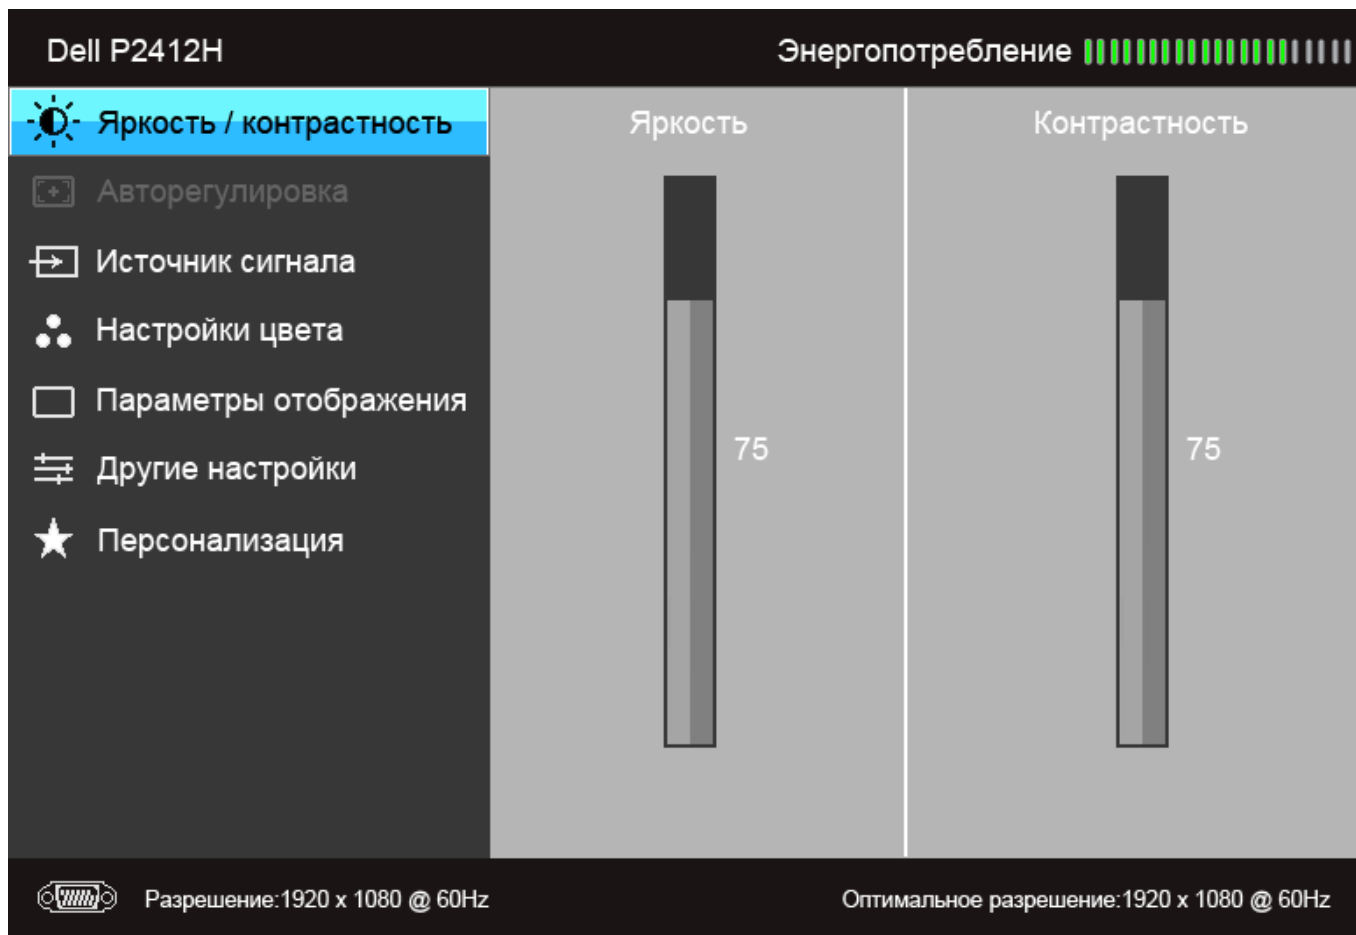 Dell P2412H
Энергопотребление
Яркость / контрастность
Яркость
Контрастность
Авторегулировка
Источник сигнала
Настройки цвета
Параметры отображения
75
75
Другие настройки
Персонализация
Разрешение:1920 x 1080 @ 60Hz
Оптимальное разрешение:1920 x 1080 @ 60Hz